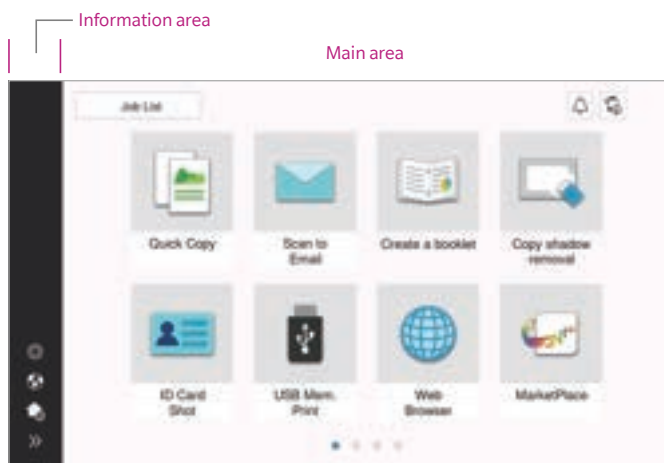 Information area
Main area
Job List
Quick Copy
Scan to
Email
Create a booklet
Copy shadow
removal
ID Card
Shot
USB Mem.
Print
Web
Browser
MarketPlace